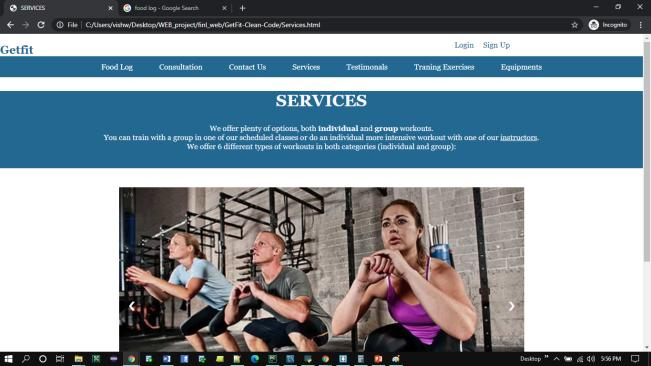 SERVICES
food log - Google Search
File | C:/Users/vishw/Desktop/WEB_project/finl_web/GetFit-Clean-Code/Services.html
Incognito
Getfit
Login Sign Up
Food Log Consultation Contact Us Services Testimonals Traning Exercises Equipments
SERVICES
We offer plenty of options, both individual and group workouts.
You can train with a group in one of our scheduled classes or do an individual more intensive workout with one of our instructors.
We offer 6 different types of workouts in both categories (individual and group):
Desktop
5:56 PM